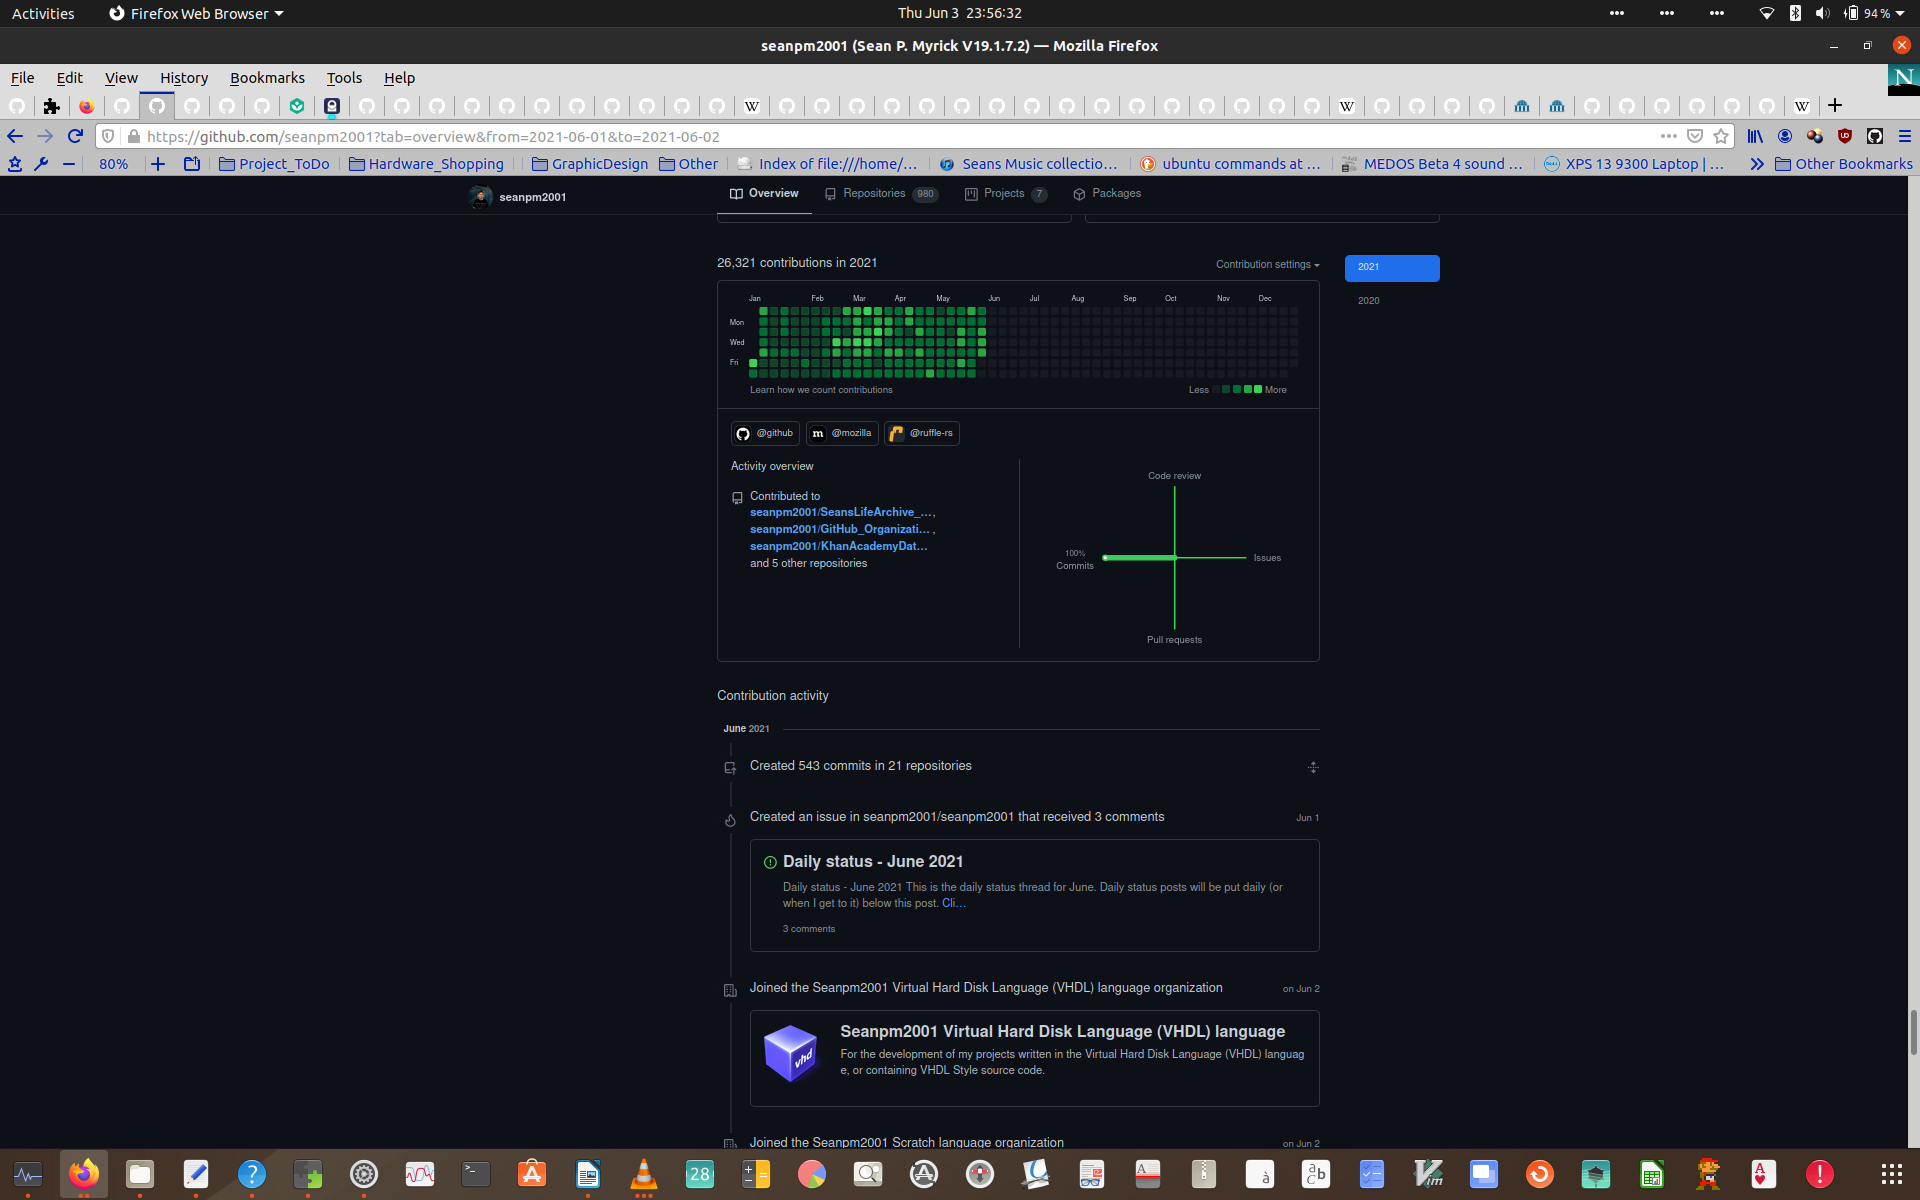 Activities
Firefox Web Browser
Thu Jun 3 23:56:32
94 %
seanpm2001 (Sean P. Myrick V19.1.7.2) — Mozilla Firefox
File Edit View History Bookmarks Tools Help
N
W W W
https://github.com/seanpm2001?tab=overview&from=2021-06-01&to=2021-06-02
80%
Project_ToDo
Hardware_Shopping
GraphicDesign
Other
Index of file:///home/…
Seans Music collectio…
ubuntu commands at …
MEDOS Beta 4 sound …
XPS 13 9300 Laptop | …
Other Bookmarks
seanpm2001
Overview
Repositories 980
Projects 7
Packages
26,321 contributions in 2021
Contribution settings
2021
2020
Jan Feb Mar Apr May Jun Jul Aug Sep Oct Nov Dec
Mon
Wed
Fri
Learn how we count contributions
Less More
@github
@mozilla
@ruffle-rs
Activity overview
Contributed to
seanpm2001/SeansLifeArchive_…,
seanpm2001/GitHub_Organizati… ,
seanpm2001/KhanAcademyDat…
and 5 other repositories
Code review
100%
Commits
Issues
Pull requests
Contribution activity
June 2021
Created 543 commits in 21 repositories
Created an issue in seanpm2001/seanpm2001 that received 3 comments
Jun 1
Daily status - June 2021
Daily status - June 2021 This is the daily status thread for June. Daily status posts will be put daily (or
when I get to it) below this post. Cli…
3 comments
Joined the Seanpm2001 Virtual Hard Disk Language (VHDL) language organization
on Jun 2
vhd
Seanpm2001 Virtual Hard Disk Language (VHDL) language
For the development of my projects written in the Virtual Hard Disk Language (VHDL) languag
e, or containing VHDL Style source code.
Joined the Seanpm2001 Scratch language organization
on Jun 2
28